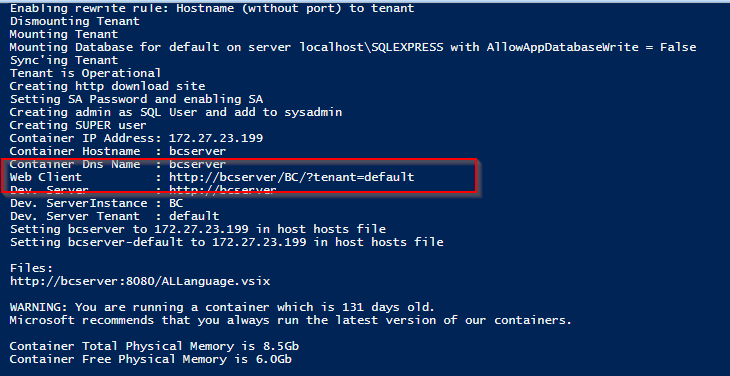 Enabling rewrite rule: Hostname (without port) to tenant
Dismounting Tenant
Mounting Tenant
Mounting Database for default on server localhost\SQLEXPRESS with AllowAppDatabaseWrite = False
Sync'ing Tenant
Tenant is Operational
Creating http download site
Setting SA Password and enabling SA
Creating admin as SQL User and add to sysadmin
Creating SUPER user
Container IP Address: 172.27.23.199
Container Hostname  : bcserver
Container Dns Name  : bcserver
Web Client          : http://bcserver/BC/?tenant=default
Dev. Server         : http://bcserver
Dev. ServerInstance : BC
Dev. Server Tenant  : default
Setting bcserver to 172.27.23.199 in host hosts file
Setting bcserver-default to 172.27.23.199 in host hosts file
Files:
http://bcserver:8080/ALLanguage.vsix
WARNING: You are running a container which is 131 days old.
Microsoft recommends that you always run the latest version of our containers.
Container Total Physical Memory is 8.5Gb
Container Free Physical Memory is 6.0Gb